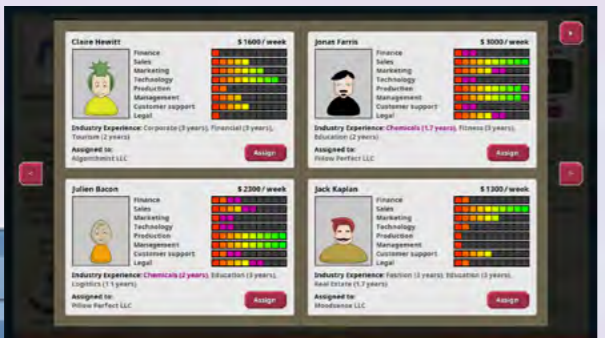 Claire Hewitt
$ 1600 / week
Finance
Sales
Marketing
Technology
Production
Management
Customer support
Legal
Industry Experience: Corporate (3 years), Financial (3 years),
Tourism (2 years)
Assigned to:
Algorithmist LLC
Assign
Jonas Farris
$ 3000 / week
Finance
Sales
Marketing
Technology
Production
Management
Customer support
Legal
Industry Experience: Chemicals (1.7 years), Fitness (3 years),
Education (2 years)
Assigned to:
Pillow Perfect LLC
Assign
Julien Bacon
$ 2300 / week
Finance
Sales
Marketing
Technology
Production
Management
Customer support
Legal
Industry Experience: Chemicals (2 years), Education (3 years),
Logistics (1.1 years)
Assigned to:
Pillow Perfect LLC
Assign
Jack Kaplan
$ 1300 / week
Finance
Sales
Marketing
Technology
Production
Management
Customer support
Legal
Industry Experience: Fashion (2 years), Education (3 years),
Real Estate (1.7 years)
Assigned to:
Moodsense LLC
Assign